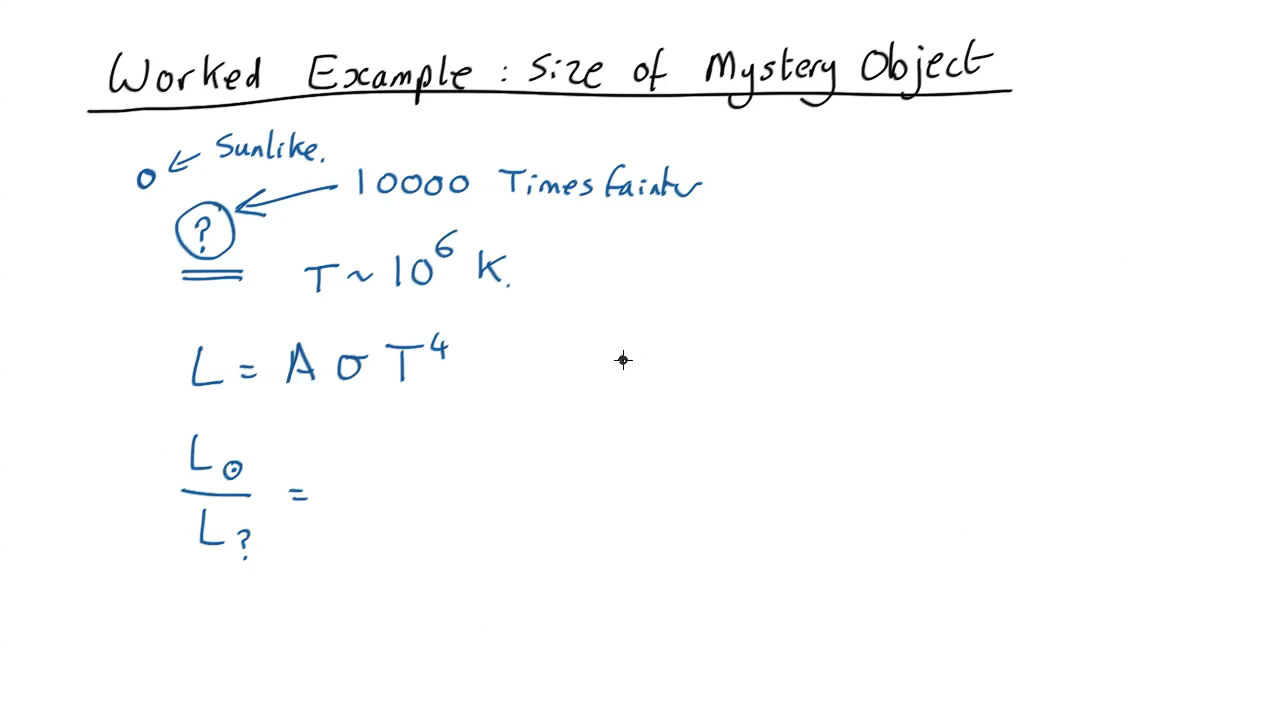 Worked Example : Size of Mystery Object
Sunlike.
10000 Times fainter
?
T ~ 10⁶ K.
L = A σ T⁴
L☉
L?
=